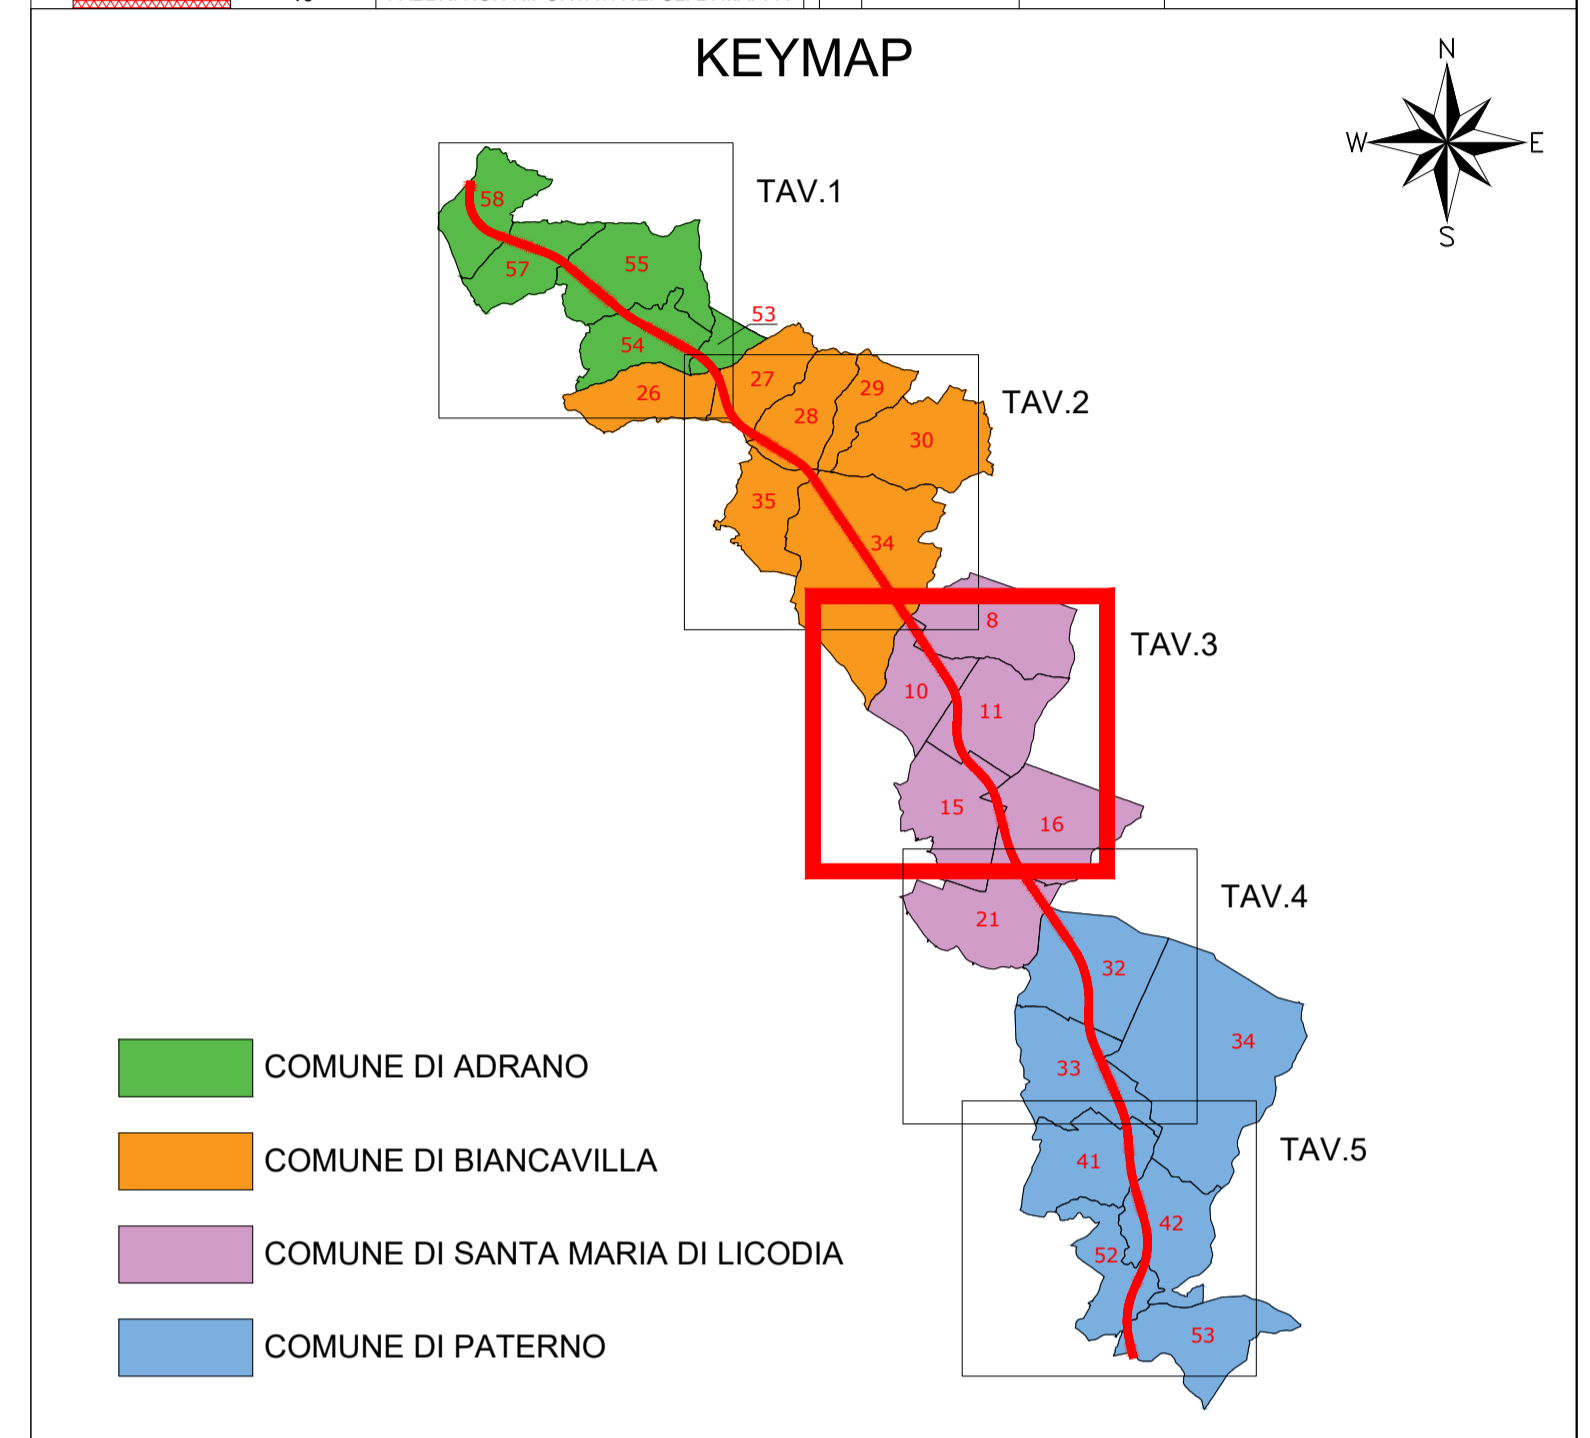 KEYMAP
N
W
E
S
TAV.1
58
57
55
53
54
26
27
28
29
TAV.2
30
35
34
8
TAV.3
10
11
15
16
TAV.4
21
32
34
33
TAV.5
41
42
52
53
COMUNE DI ADRANO
COMUNE DI BIANCAVILLA
COMUNE DI SANTA MARIA DI LICODIA
COMUNE DI PATERNO